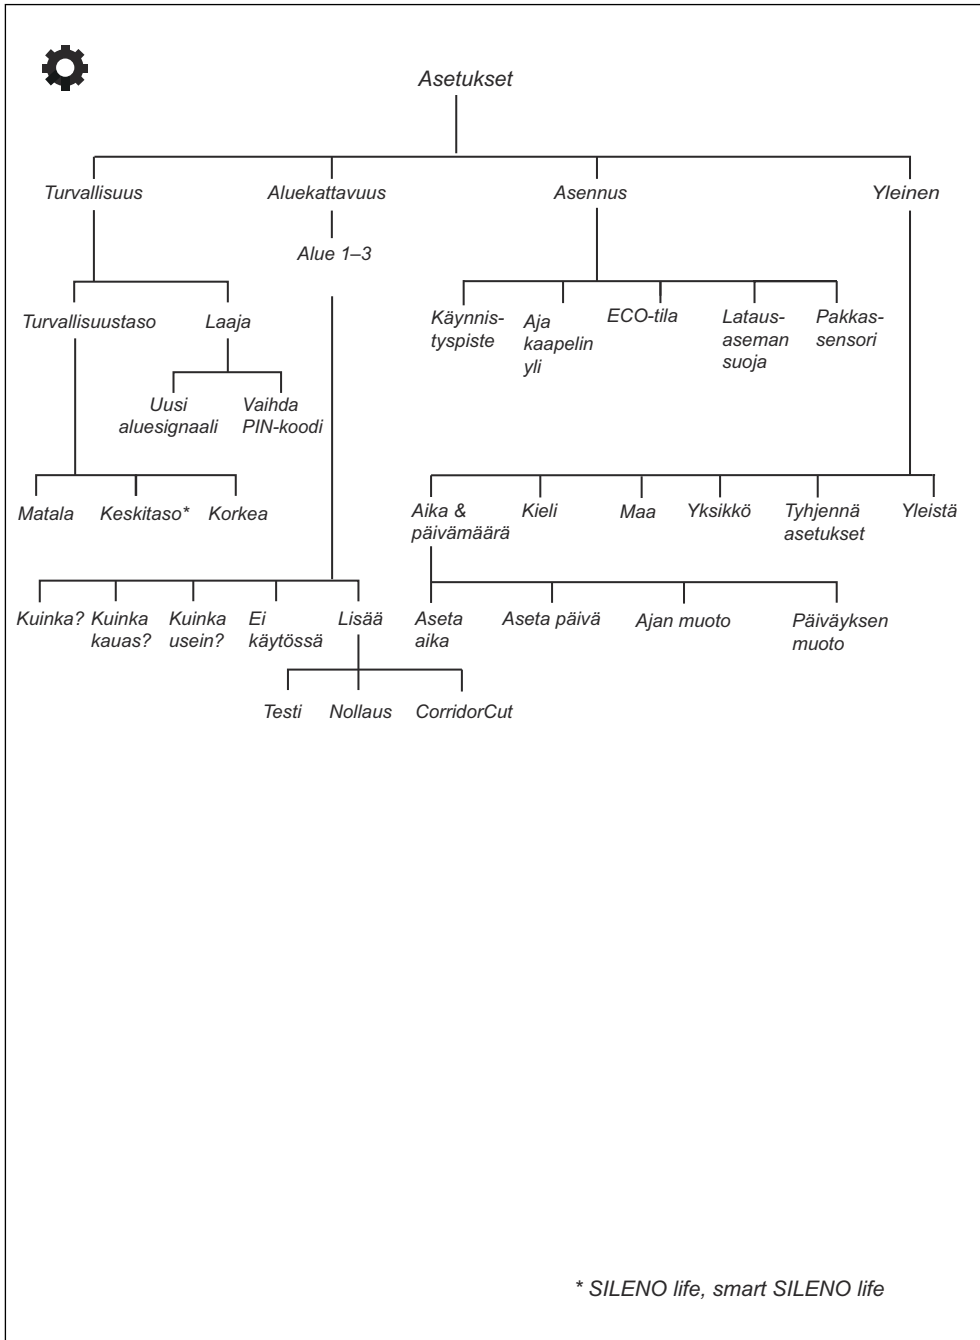 Asetukset
Turvallisuus
Aluekattavuus
Asennus
Yleinen
Alue 1–3
Turvallisuustaso
Laaja
Käynnis-
tyspiste
Aja
kaapelin
yli
ECO-tila
Lataus-
aseman
suoja
Pakkas-
sensori
Uusi
aluesignaali
Vaihda
PIN-koodi
Matala
Keskitaso*
Korkea
Aika &
päivämäärä
Kieli
Maa
Yksikkö
Tyhjennä
asetukset
Yleistä
Kuinka?
Kuinka
kauas?
Kuinka
usein?
Ei
käytössä
Lisää
Aseta
aika
Aseta päivä
Ajan muoto
Päiväyksen
muoto
Testi
Nollaus
CorridorCut
* SILENO life, smart SILENO life